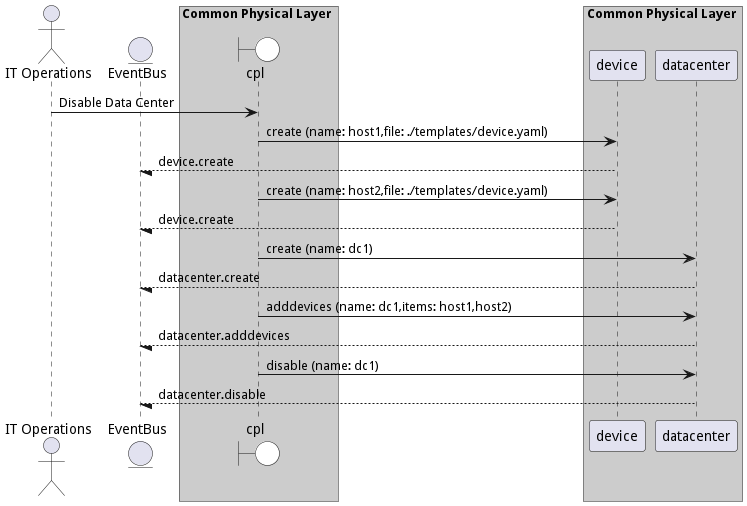 Common Physical Layer
Common Physical Layer
IT Operations
EventBus
cpl
device
datacenter
Disable Data Center
create (name: host1,file: ./templates/device.yaml)
device.create
create (name: host2,file: ./templates/device.yaml)
device.create
create (name: dc1)
datacenter.create
adddevices (name: dc1,items: host1,host2)
datacenter.adddevices
disable (name: dc1)
datacenter.disable
IT Operations
EventBus
cpl
device
datacenter